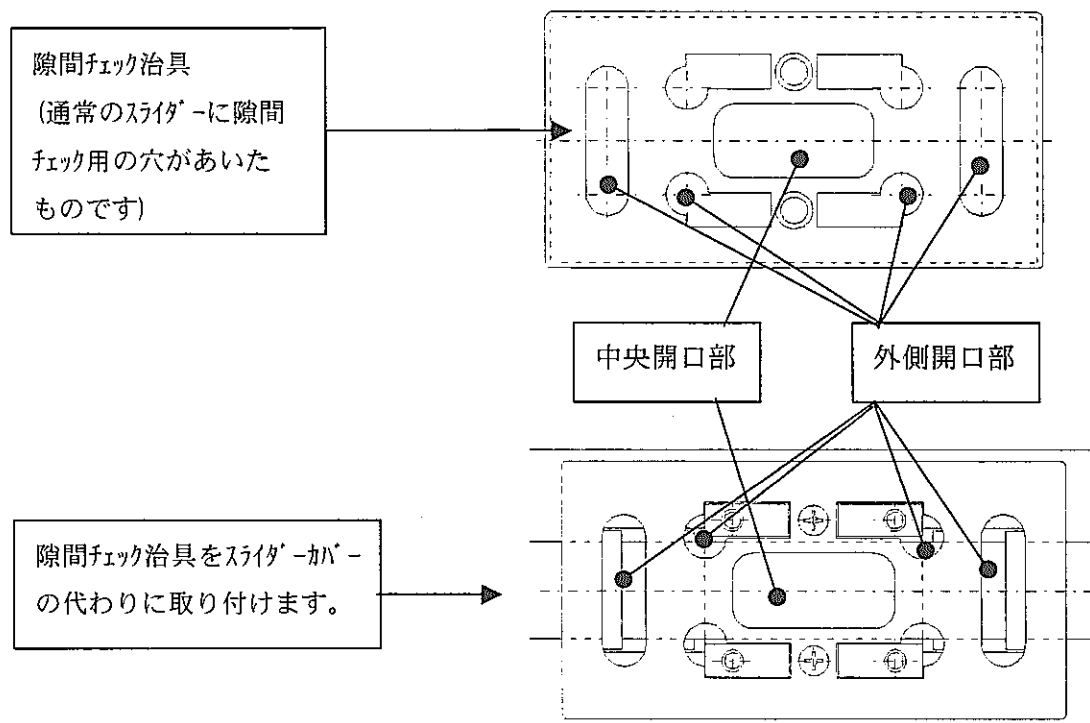 隙間ﾁｪｯｸ治具
(通常のｽﾗｲﾀﾞｰに隙間
ﾁｪｯｸ用の穴があいた
ものです)
中央開口部
外側開口部
隙間ﾁｪｯｸ治具をｽﾗｲﾀﾞｰｶﾊﾞｰ
の代わりに取り付けます。